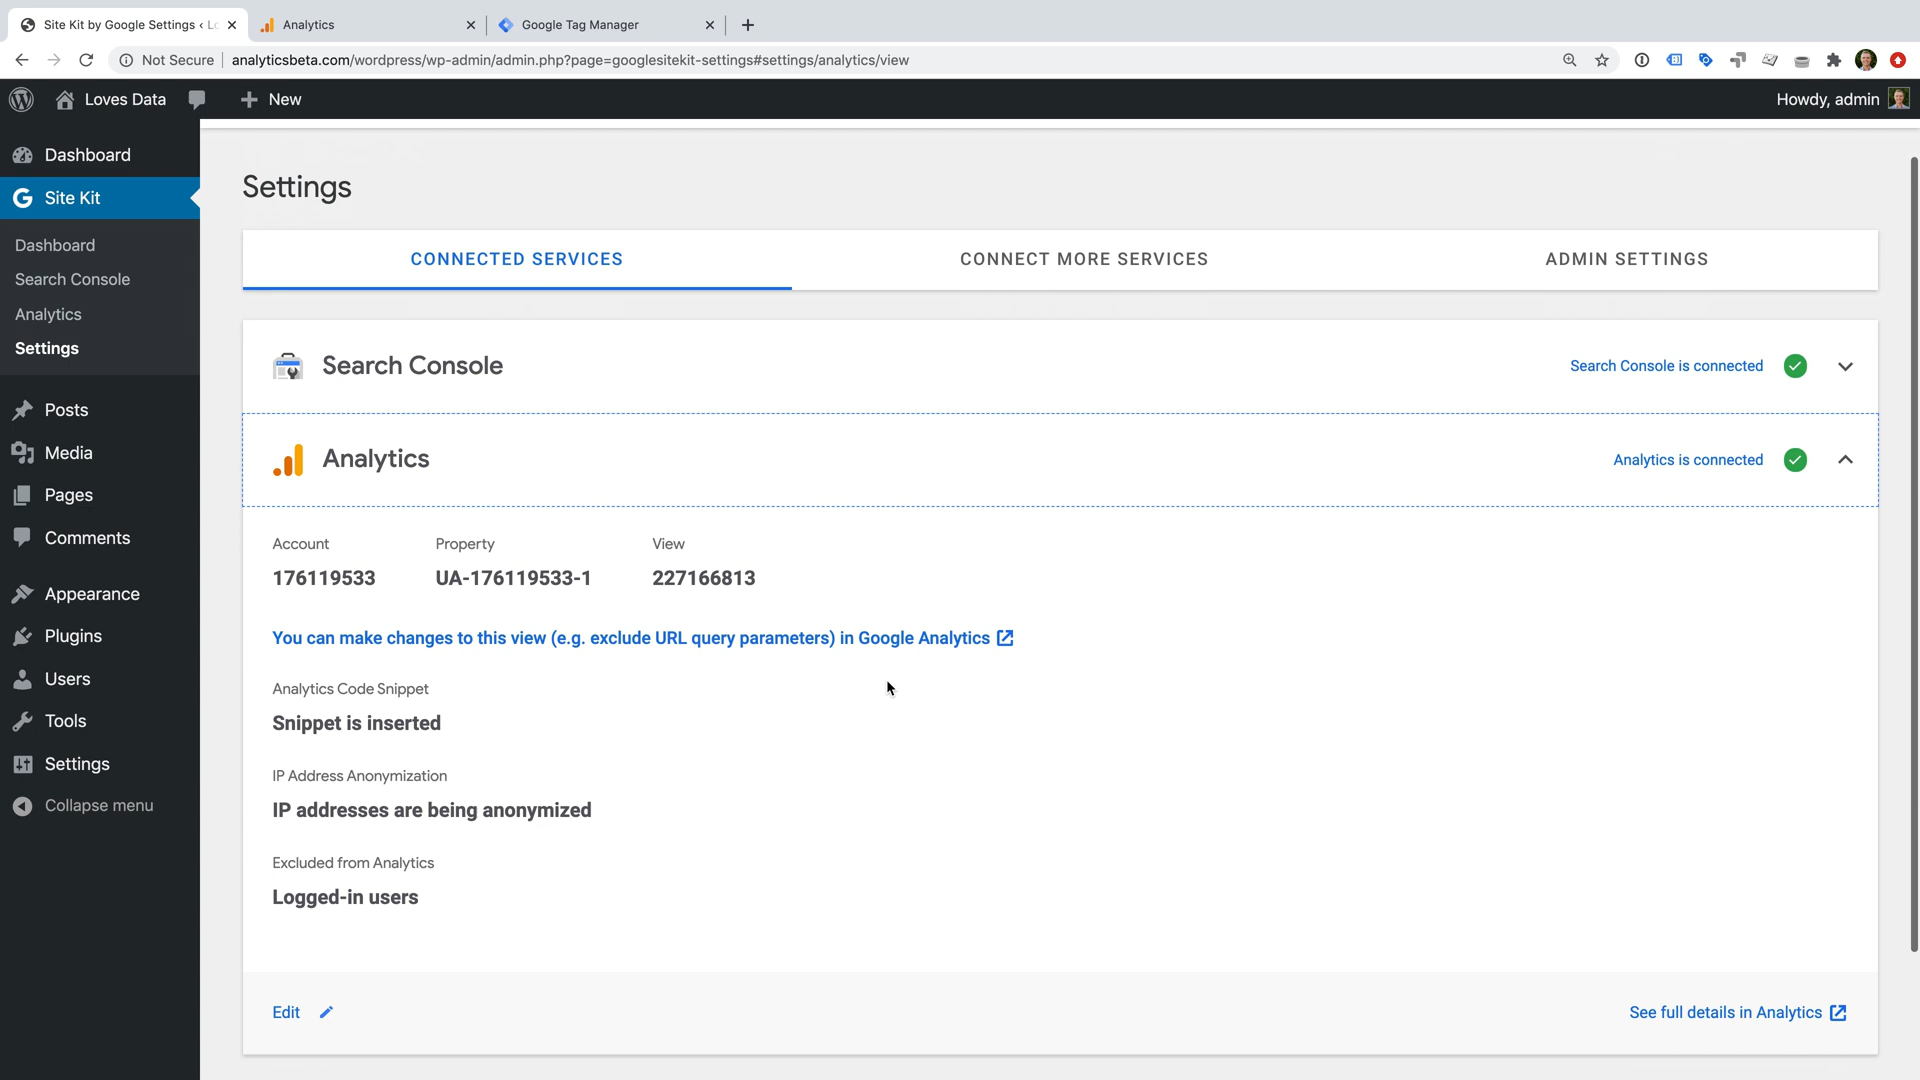 Site Kit by Google Settings ‹ Lo
Analytics
Google Tag Manager
Not Secure
analyticsbeta.com/wordpress/wp-admin/admin.php?page=googlesitekit-settings#settings/analytics/view
Loves Data
New
Howdy, admin
Dashboard
Site Kit
Dashboard
Search Console
Analytics
Settings
Posts
Media
Pages
Comments
Appearance
Plugins
Users
Tools
Settings
Collapse menu
Settings
CONNECTED SERVICES
CONNECT MORE SERVICES
ADMIN SETTINGS
Search Console
Search Console is connected
Analytics
Analytics is connected
Account
Property
View
176119533
UA-176119533-1
227166813
You can make changes to this view (e.g. exclude URL query parameters) in Google Analytics
Analytics Code Snippet
Snippet is inserted
IP Address Anonymization
IP addresses are being anonymized
Excluded from Analytics
Logged-in users
Edit
See full details in Analytics